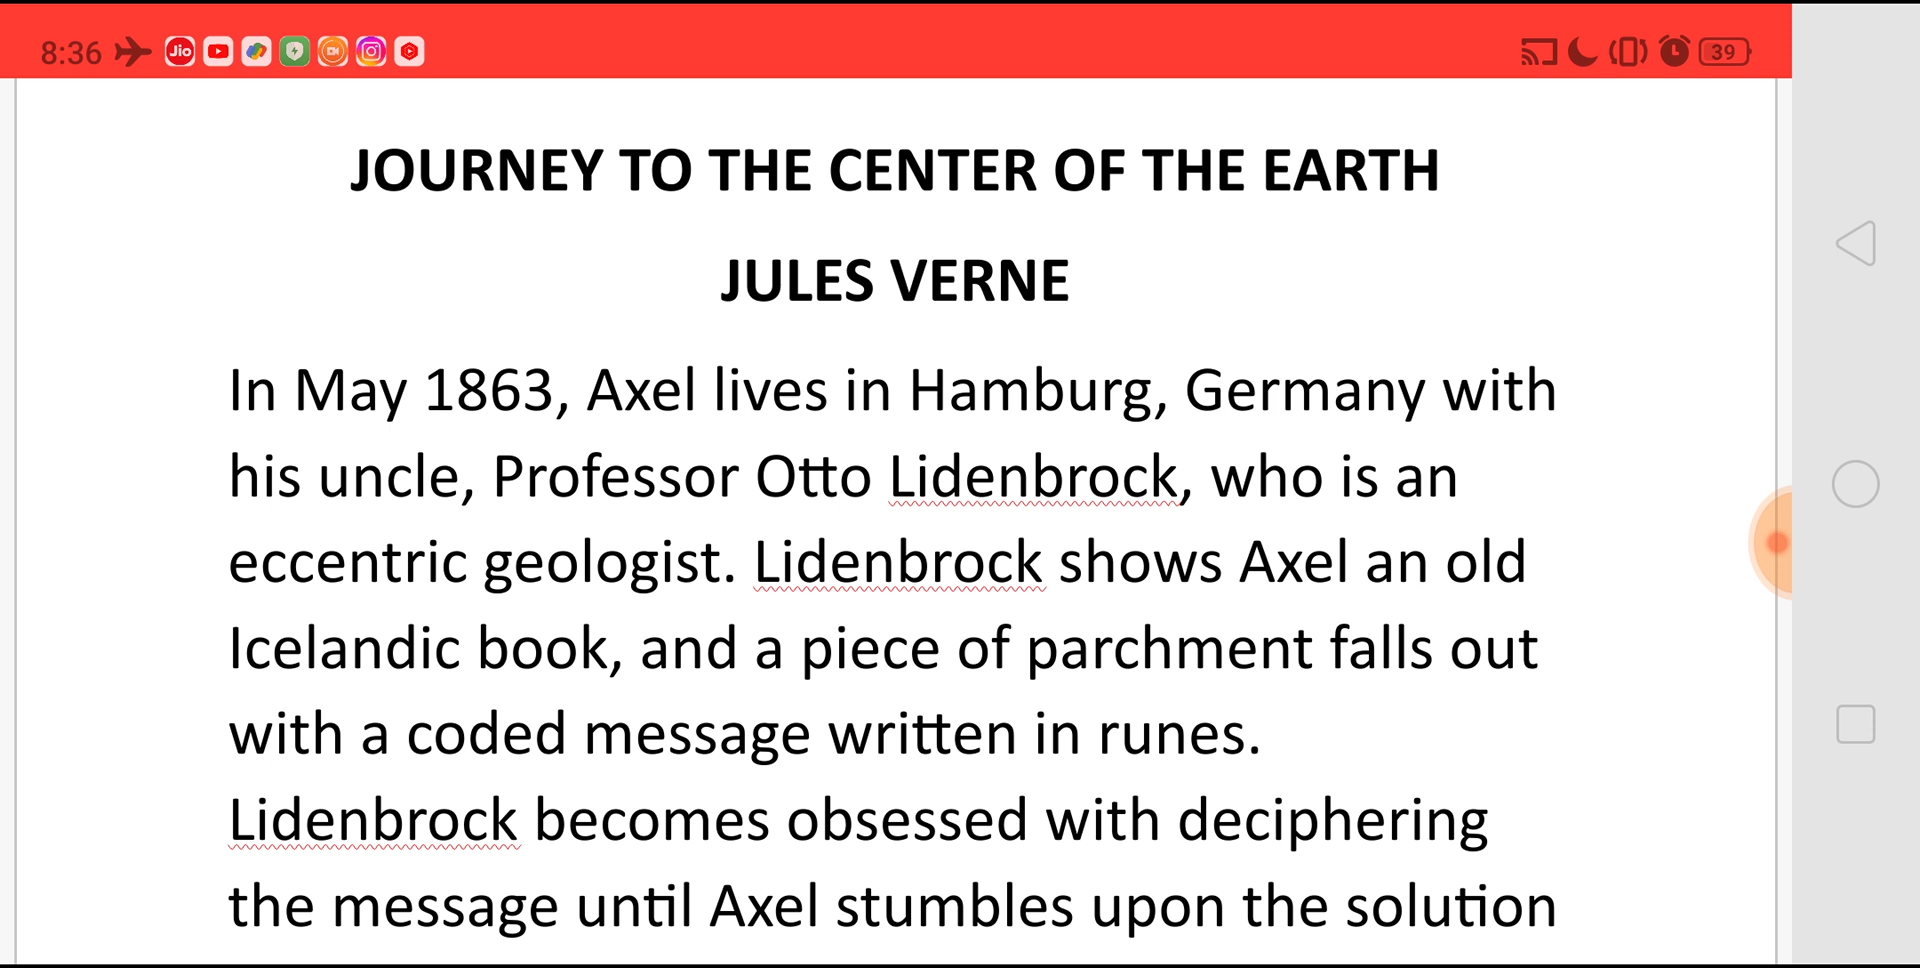 8:36
Jio
39
JOURNEY TO THE CENTER OF THE EARTH
JULES VERNE
In May 1863, Axel lives in Hamburg, Germany with
his uncle, Professor Otto Lidenbrock, who is an
eccentric geologist. Lidenbrock shows Axel an old
Icelandic book, and a piece of parchment falls out
with a coded message written in runes.
Lidenbrock becomes obsessed with deciphering
the message until Axel stumbles upon the solution